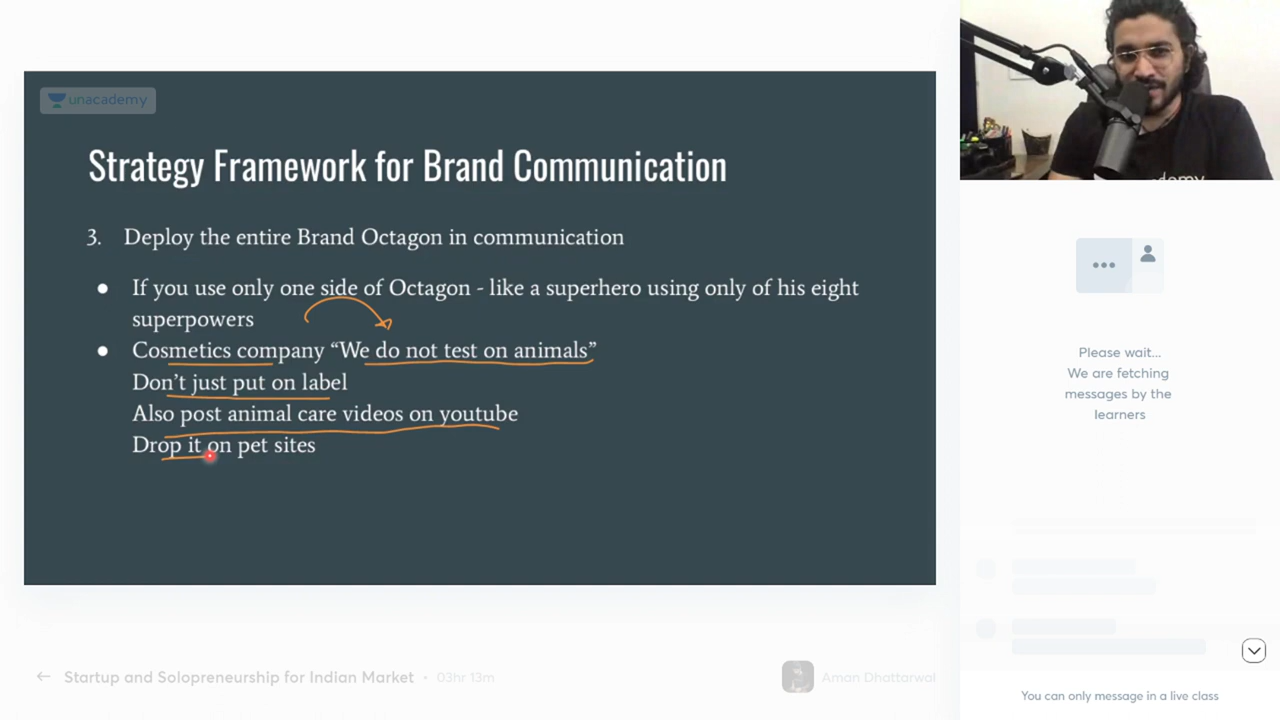 unacademy
Strategy Framework for Brand Communication
3. Deploy the entire Brand Octagon in communication
● If you use only one side of Octagon - like a superhero using only of his eight
superpowers
● Cosmetics company “We do not test on animals”
Don’t just put on label
Also post animal care videos on youtube
Drop it on pet sites
← Startup and Solopreneurship for Indian Market • 03hr 13m
Aman Dhattarwal
Please wait...
We are fetching
messages by the
learners
You can only message in a live class